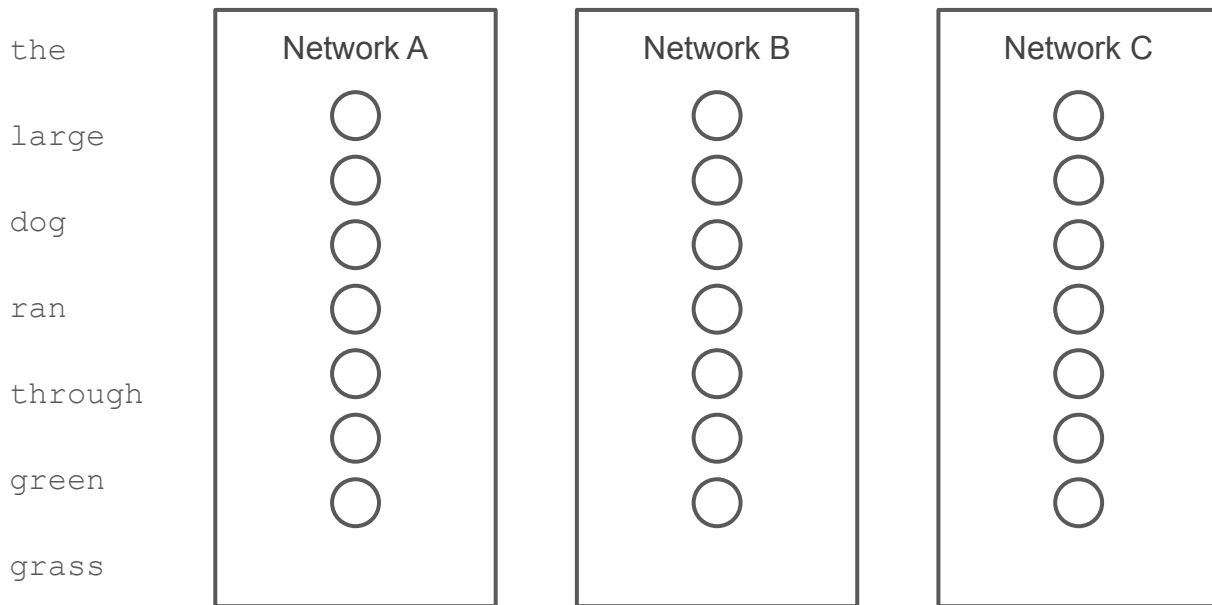 the
large
dog
ran
through
green
grass
Network A
Network B
Network C